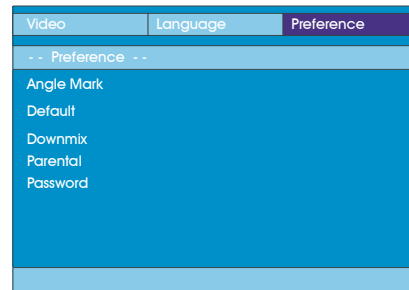 Video Language Preference
- - Preference - -
Angle Mark
Default
Downmix
Parental
Password